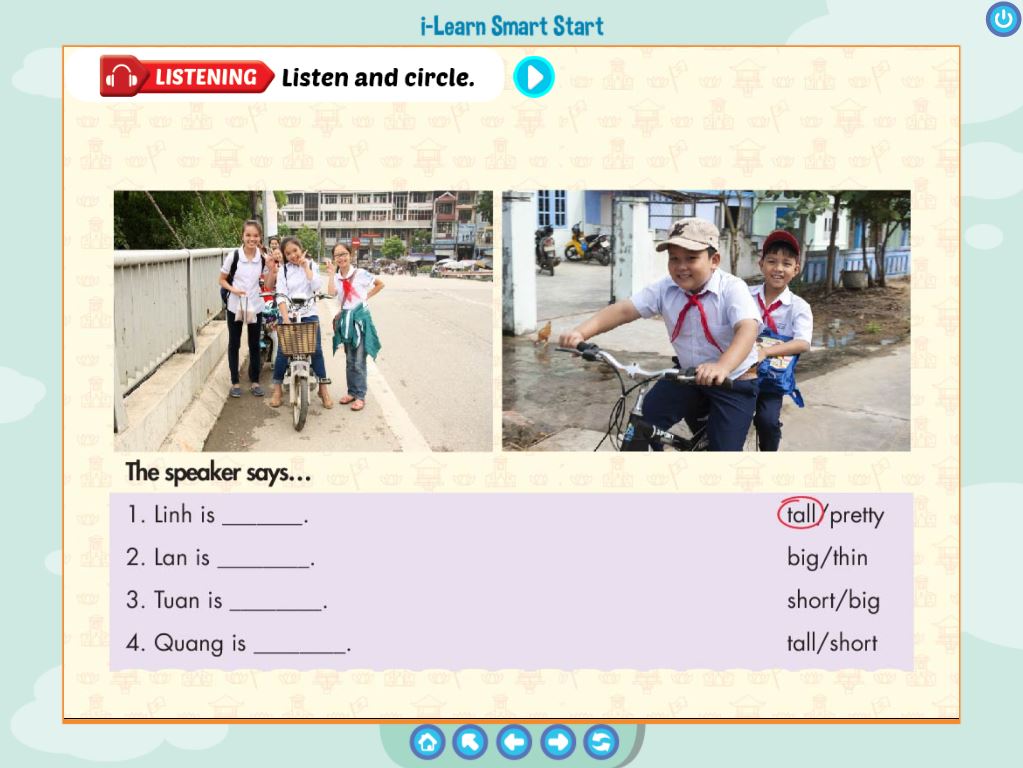 i-Learn Smart Start
LISTENING Listen and circle.
The speaker says...
1. Linh is _______. tall/pretty
2. Lan is ________. big/thin
3. Tuan is ________. short/big
4. Quang is ________. tall/short